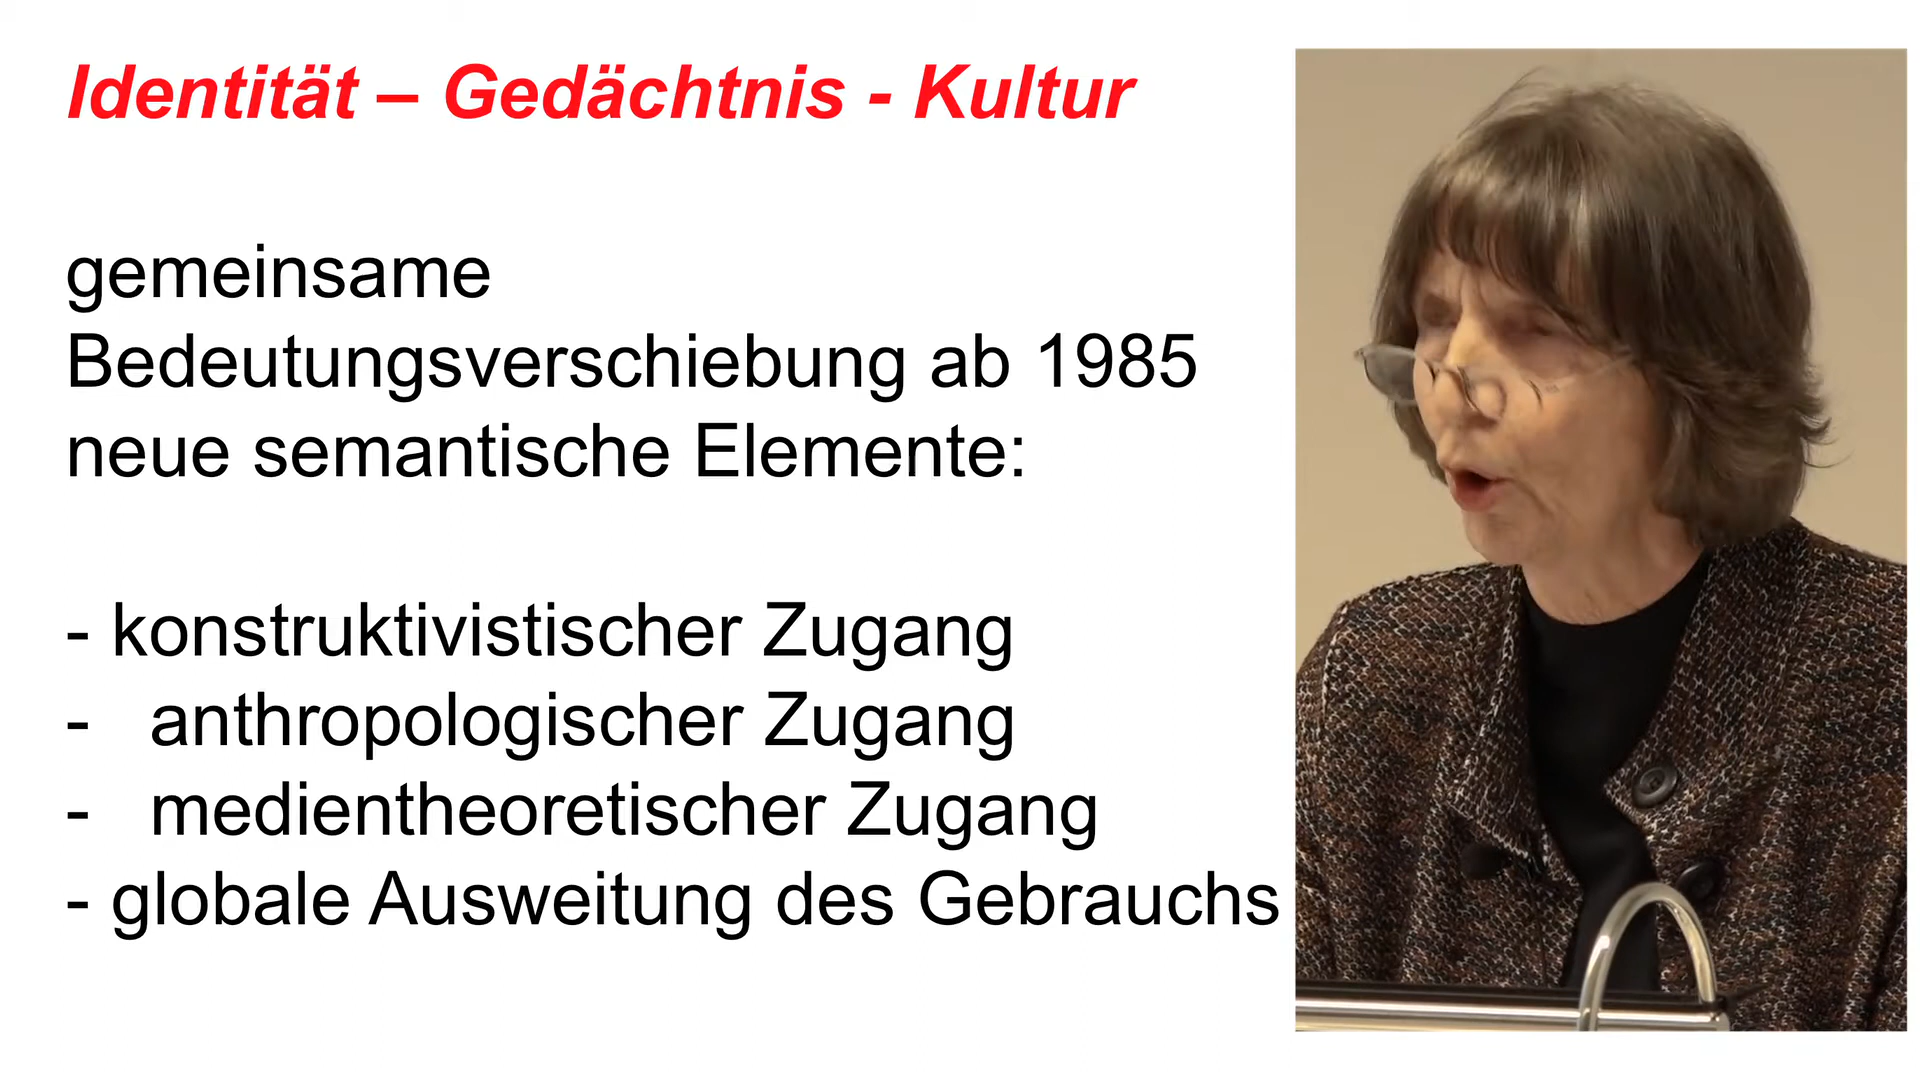 Identität – Gedächtnis - Kultur
gemeinsame
Bedeutungsverschiebung ab 1985
neue semantische Elemente:
- konstruktivistischer Zugang
- anthropologischer Zugang
- medientheoretischer Zugang
- globale Ausweitung des Gebrauchs